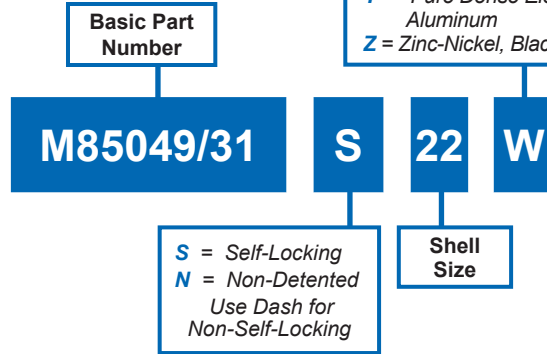 Aluminum
Z = Zinc-Nickel,
Basic Part
Number
M85049/31 S 22 W
S = Self-Locking
N = Non-Detented
Use Dash for
Non-Self-Locking
Shell
Size